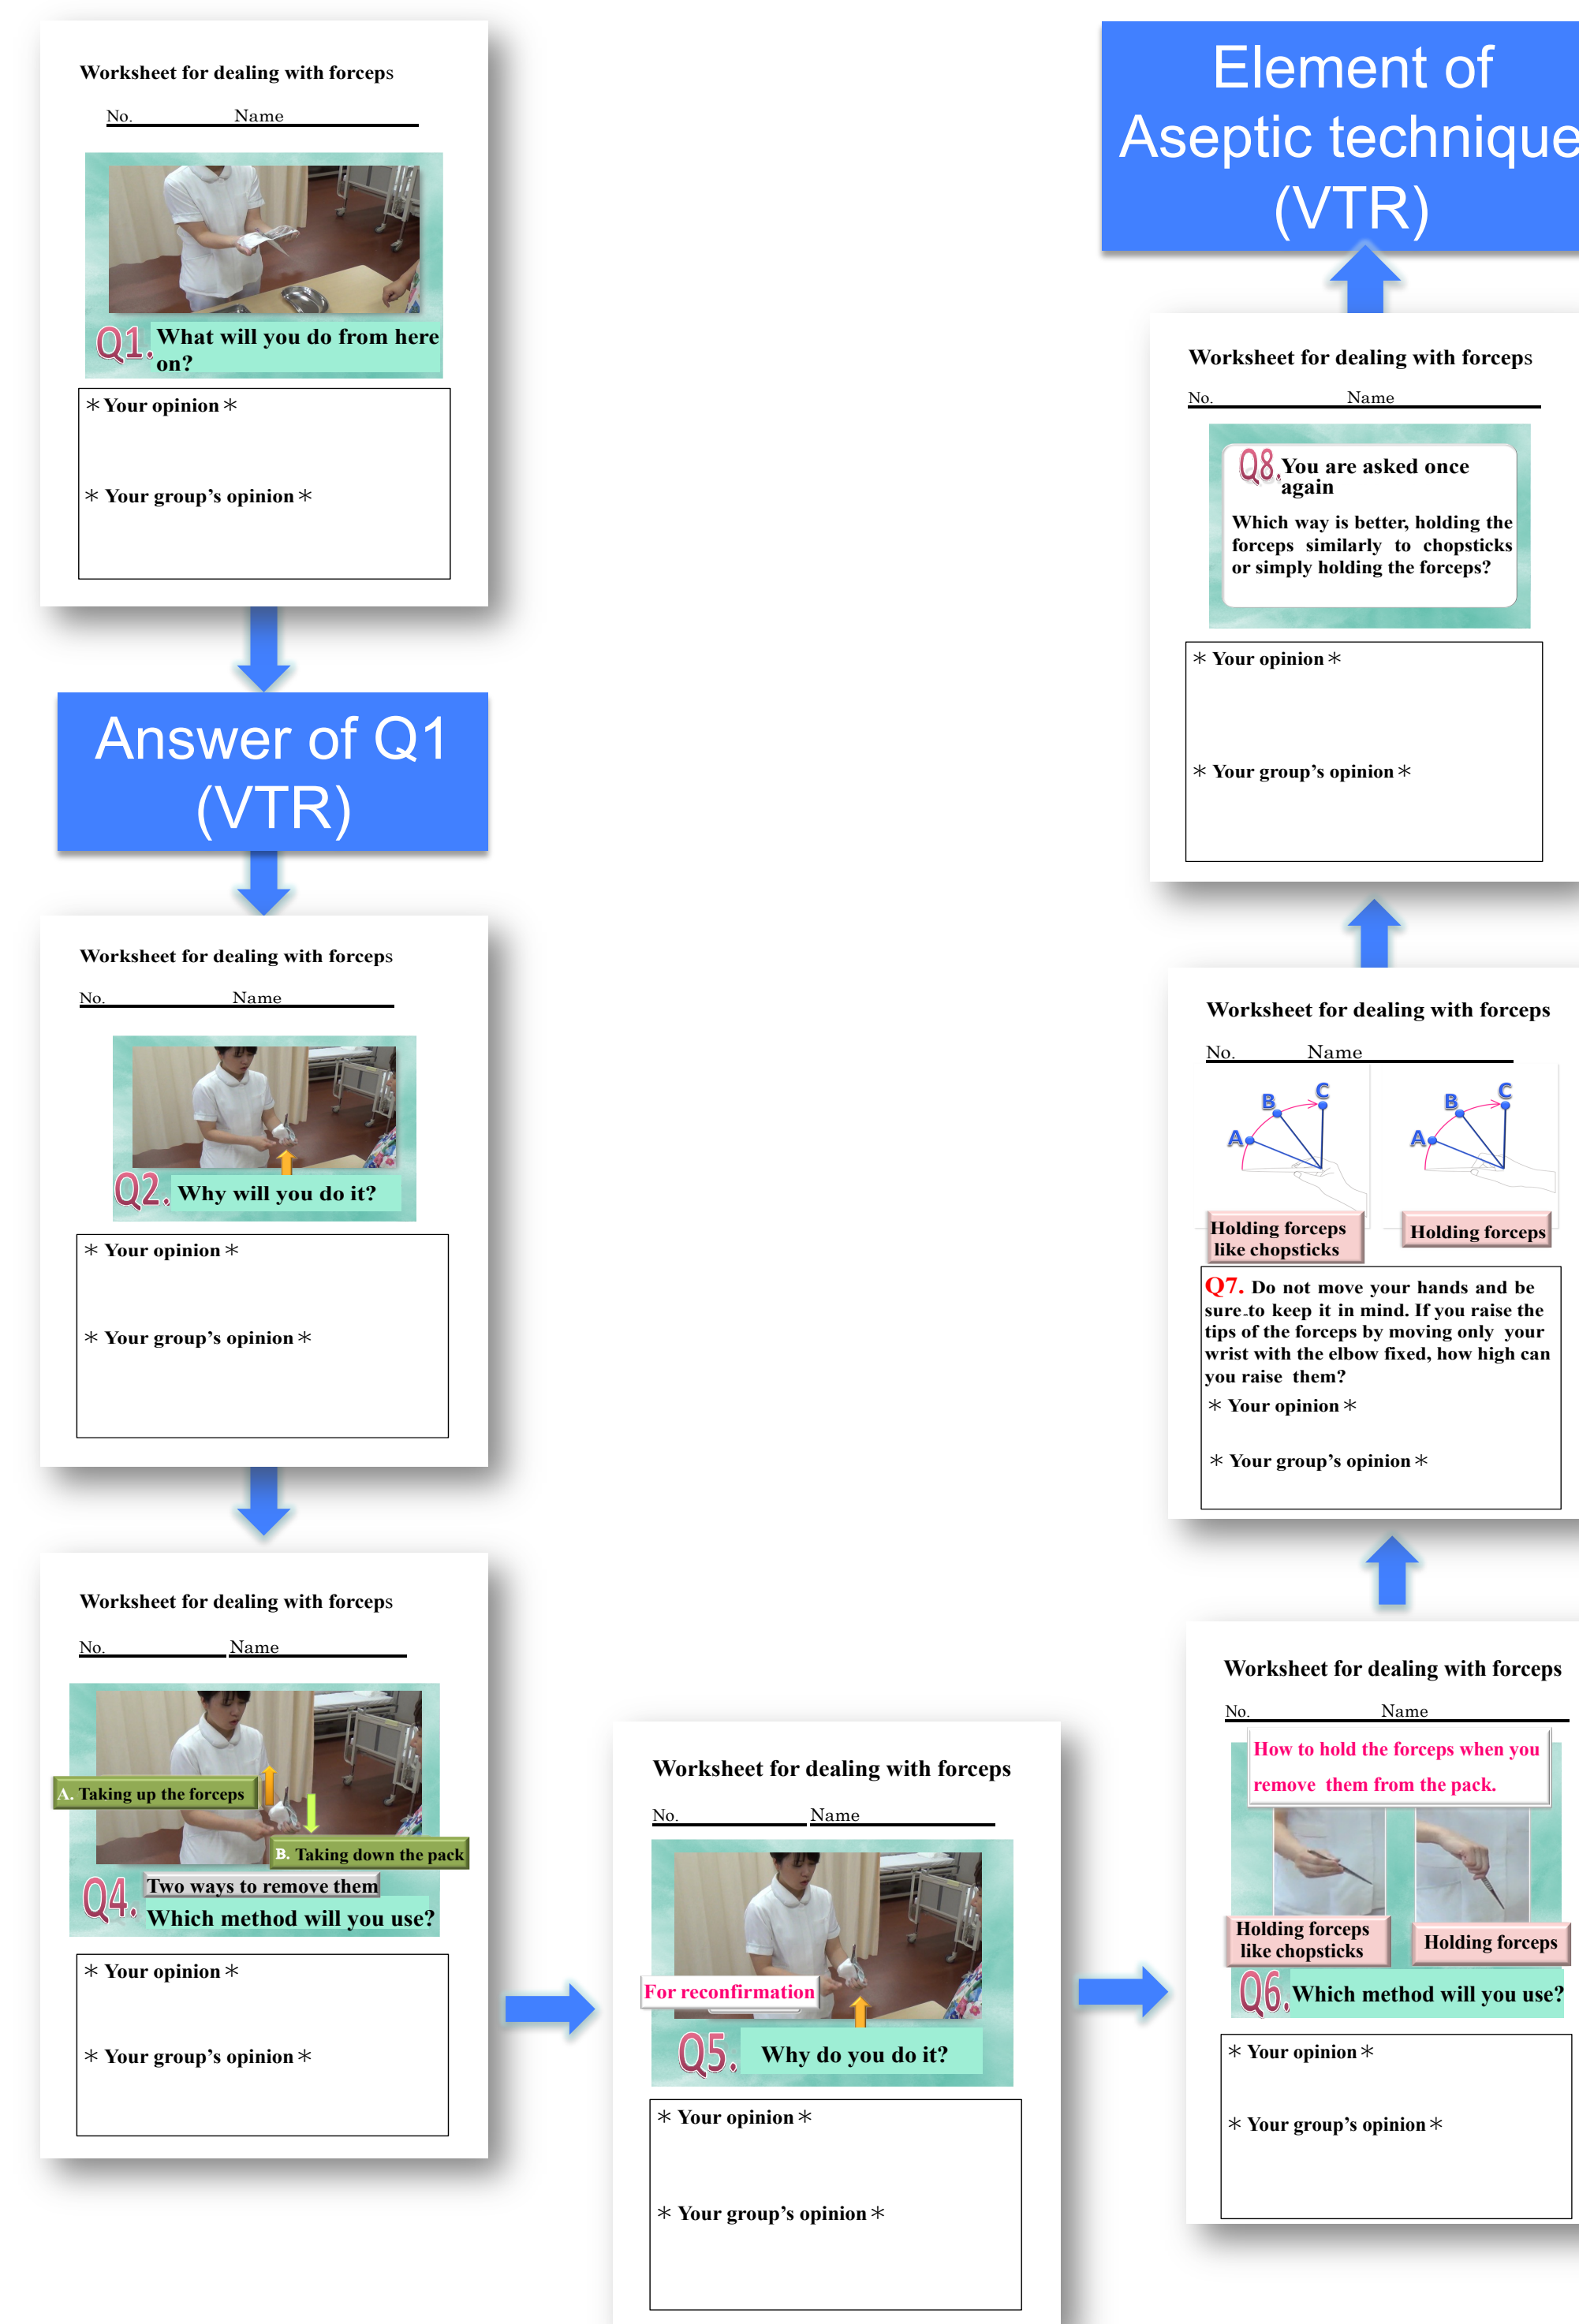 Worksheet for dealing with forceps
No. Name
Q1. What will you do from here
on?
＊Your opinion＊
＊Your group's opinion＊
Answer of Q1
(VTR)
Worksheet for dealing with forceps
No. Name
Q2. Why will you do it?
＊Your opinion＊
＊Your group's opinion＊
Worksheet for dealing with forceps
No. Name
A. Taking up the forceps
B. Taking down the pack
Two ways to remove them
Q4. Which method will you use?
＊Your opinion＊
＊Your group's opinion＊
Worksheet for dealing with forceps
No. Name
For reconfirmation
Q5. Why do you do it?
＊Your opinion＊
＊Your group's opinion＊
Worksheet for dealing with forceps
No. Name
How to hold the forceps when you
remove them from the pack.
Holding forceps
like chopsticks
Holding forceps
Q6. Which method will you use?
＊Your opinion＊
＊Your group's opinion＊
Worksheet for dealing with forceps
No. Name
A B C
A B C
Holding forceps
like chopsticks
Holding forceps
Q7. Do not move your hands and be
sure to keep it in mind. If you raise the
tips of the forceps by moving only your
wrist with the elbow fixed, how high can
you raise them?
＊Your opinion＊
＊Your group's opinion＊
Worksheet for dealing with forceps
No. Name
Q8. You are asked once
again
Which way is better, holding the
forceps similarly to chopsticks
or simply holding the forceps?
＊Your opinion＊
＊Your group's opinion＊
Element of
Aseptic technique
(VTR)